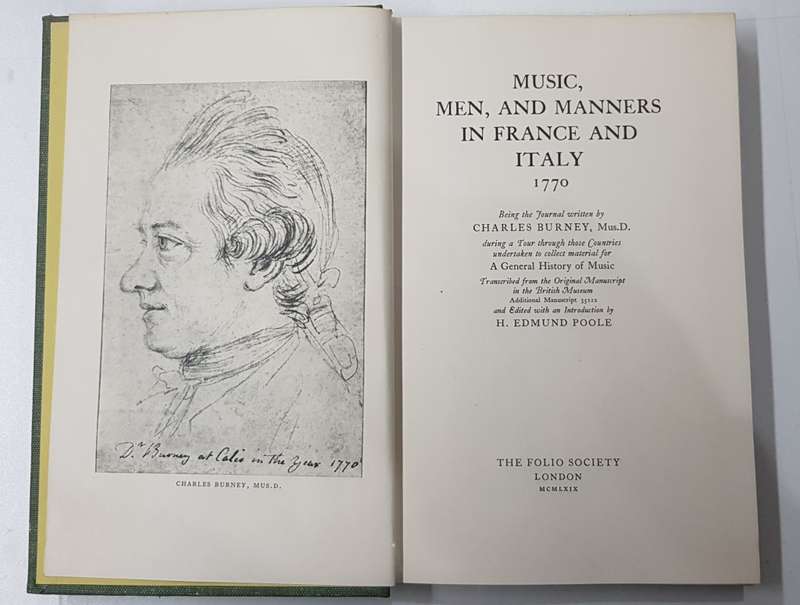 Dr Burney at Calis in the Year 1770
CHARLES BURNEY, MUS.D.
MUSIC,
MEN, AND MANNERS
IN FRANCE AND
ITALY
1770
Being the Journal written by
CHARLES BURNEY, Mus.D.
during a Tour through those Countries
undertaken to collect material for
A General History of Music
Transcribed from the Original Manuscript
in the British Museum
Additional Manuscript 35122
and Edited with an Introduction by
H. EDMUND POOLE
THE FOLIO SOCIETY
LONDON
MCMLXIX